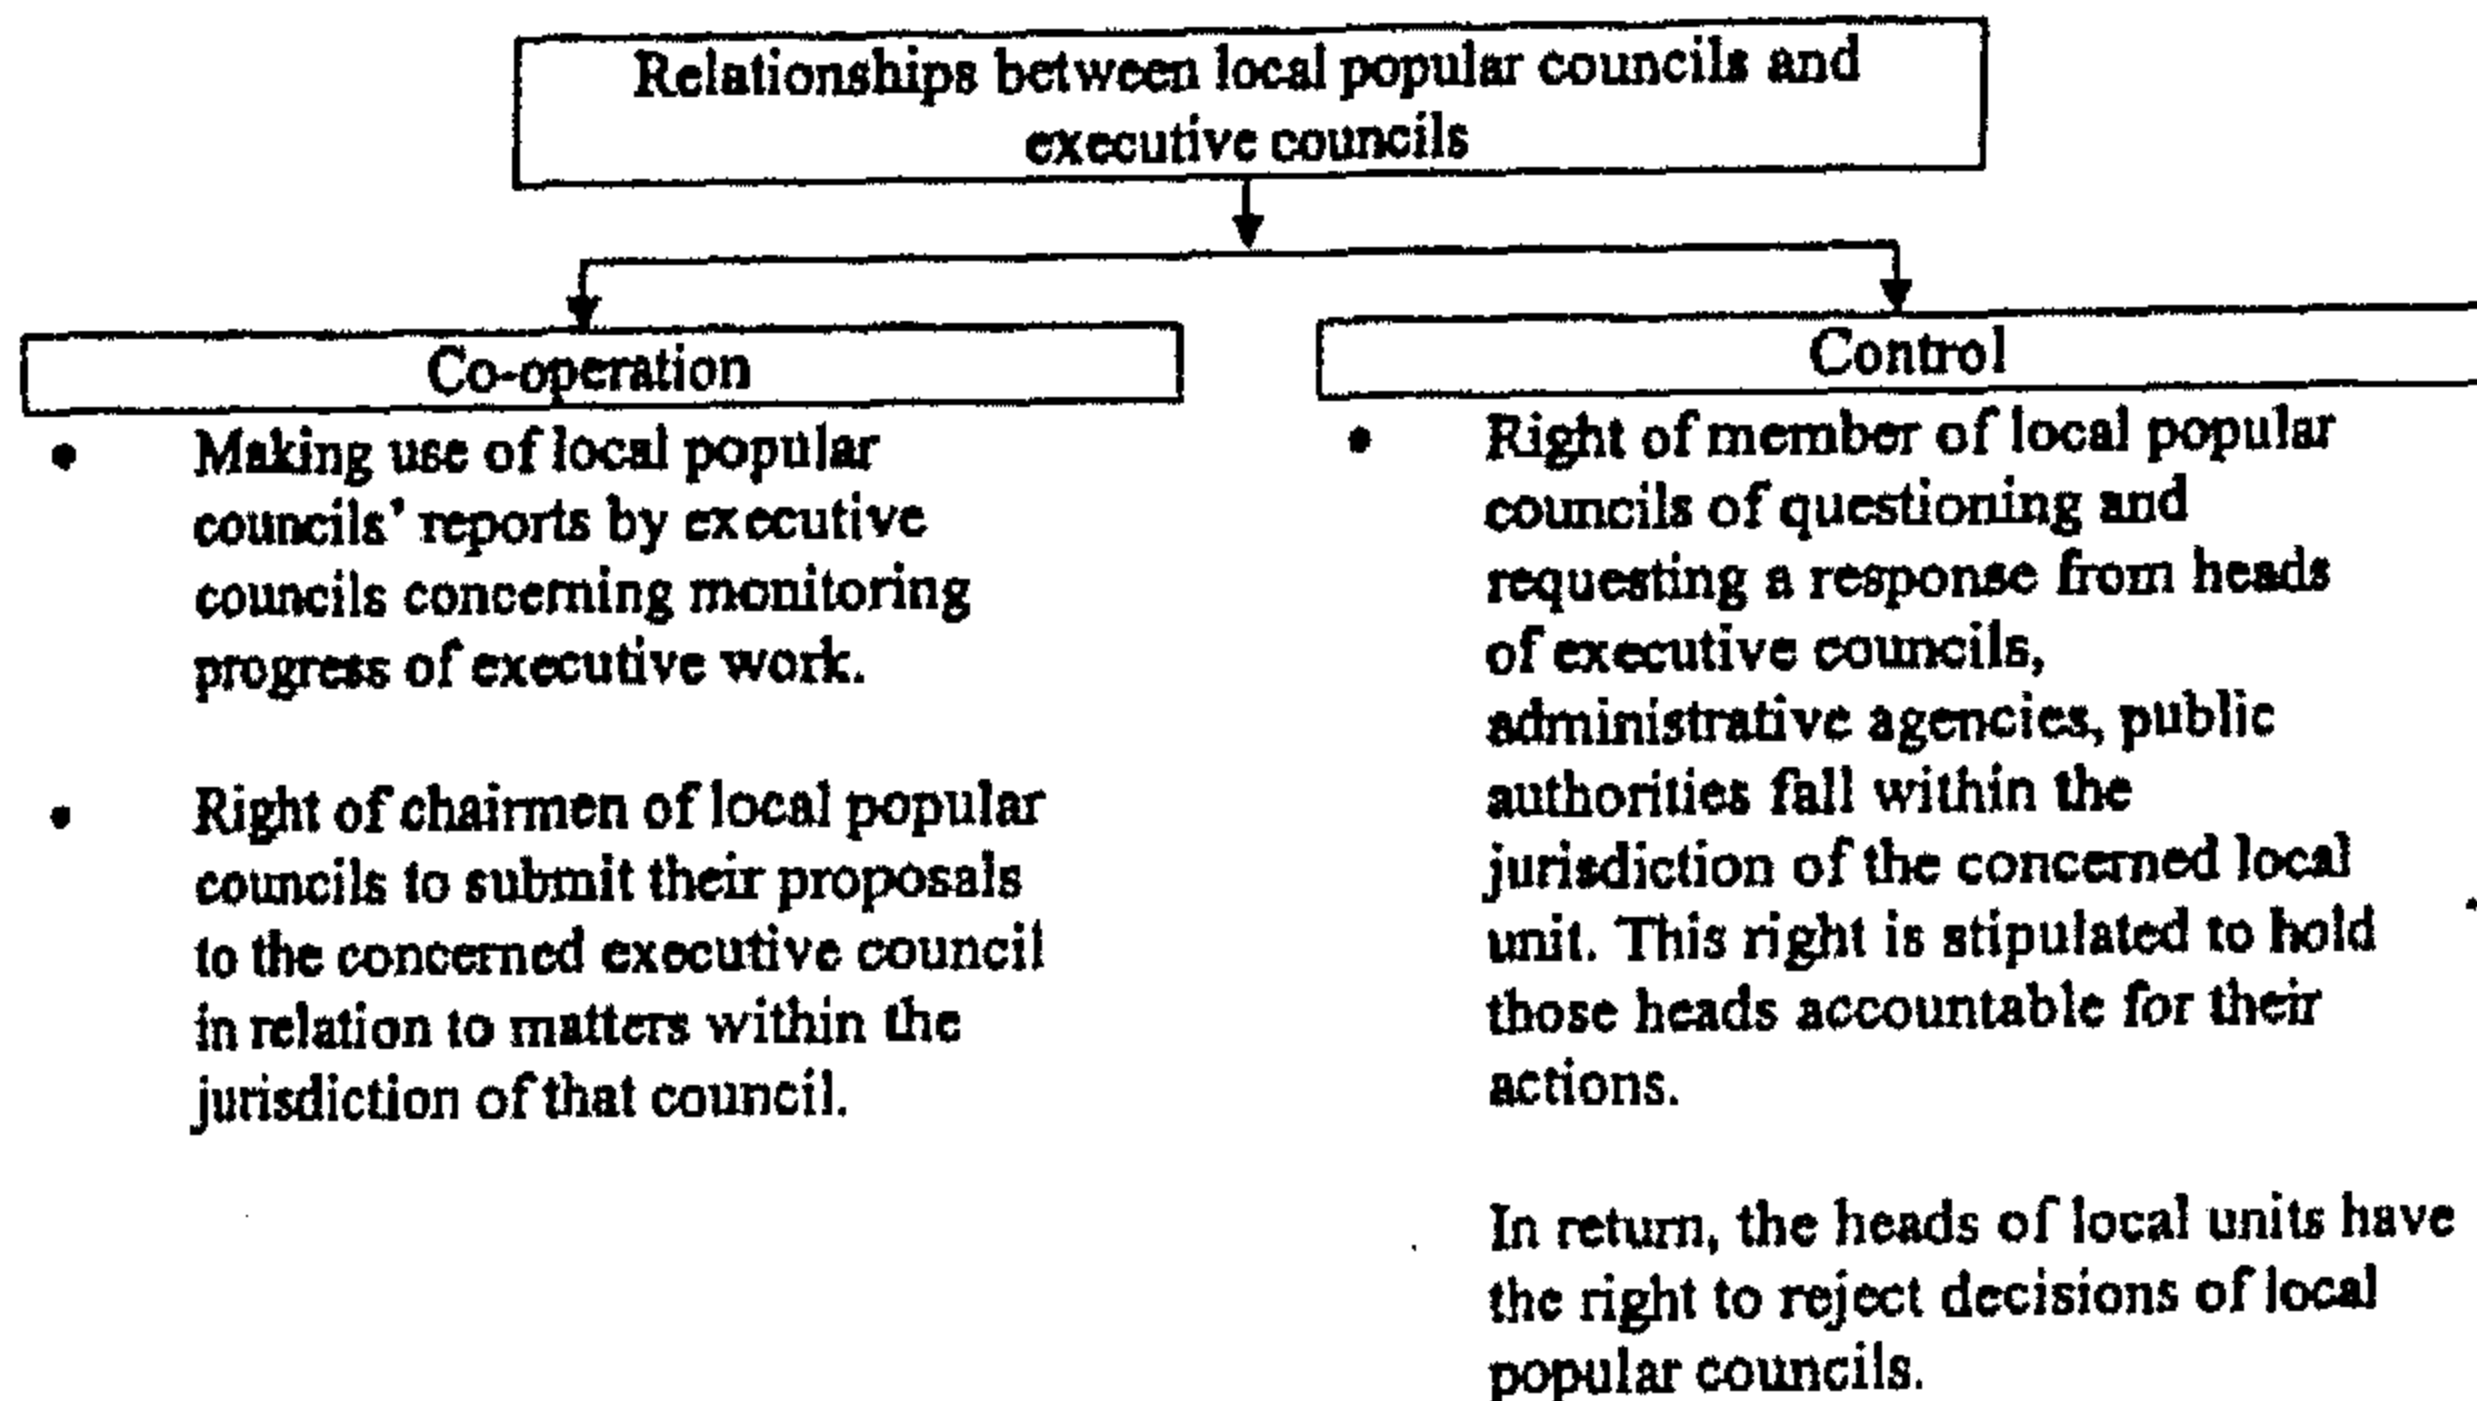 Relationships between local popular councils and
executive councils
Co-operation
• Making use of local popular
councils' reports by executive
councils concerning monitoring
progress of executive work.
• Right of chairmen of local popular
councils to submit their proposals
to the concerned executive council
in relation to matters within the
jurisdiction of that council.
Control
• Right of member of local popular
councils of questioning and
requesting a response from heads
of executive councils,
administrative agencies, public
authorities fall within the
jurisdiction of the concerned local
unit. This right is stipulated to hold
those heads accountable for their
actions.
In return, the heads of local units have
the right to reject decisions of local
popular councils.